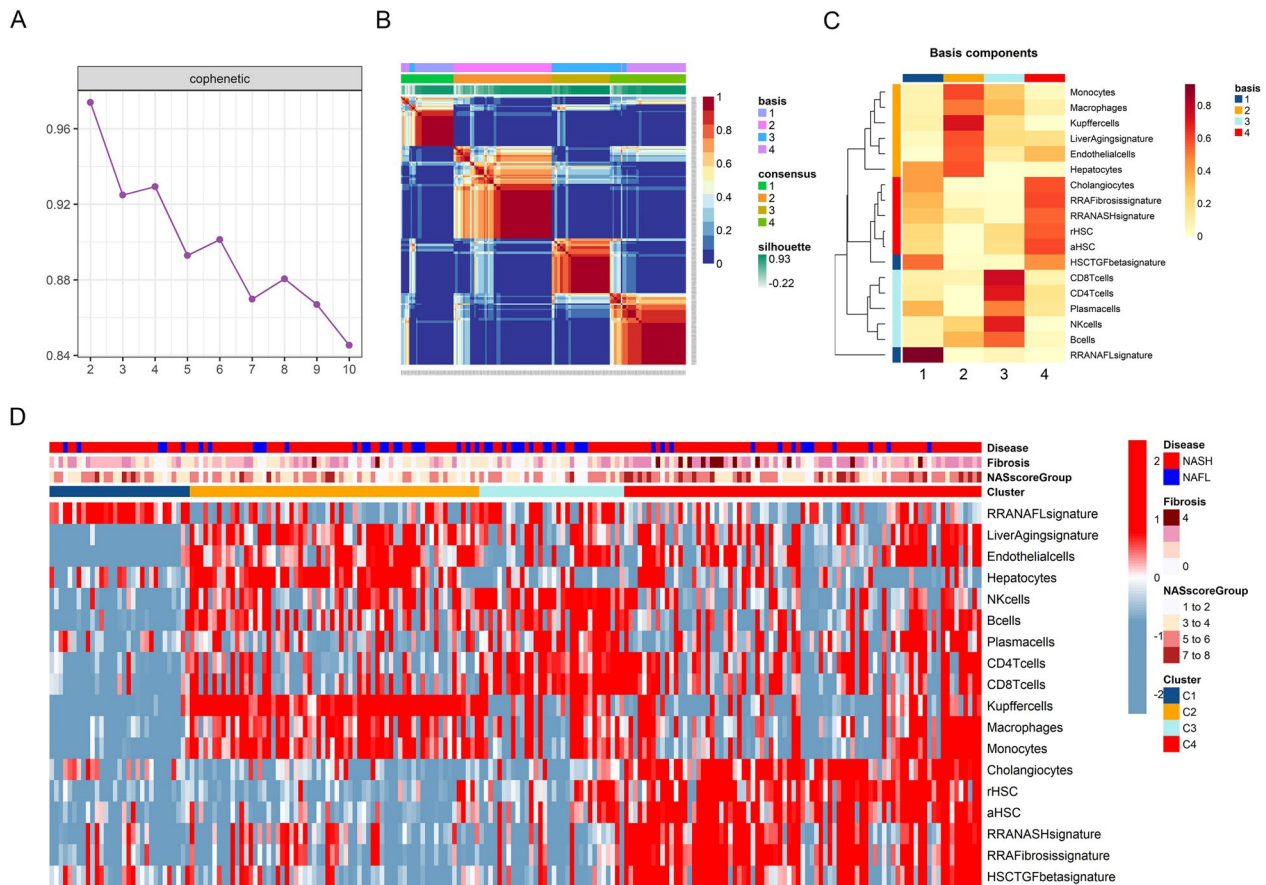 A
cophenetic
0.96
0.92
0.88
0.84
2 3 4 5 6 7 8 9 10
B
1
0.8
0.6
0.4
0.2
0
basis
1
2
3
4
consensus
1
2
3
4
silhouette
0.93
-0.22
C
Basis components
Monocytes
Macrophages
Kupffercells
LiverAgingsignature
Endothelialcells
Hepatocytes
Cholangiocytes
RRAFibrosissignature
RRANASHsignature
rHSC
aHSC
HSCTGFbetasignature
CD8Tcells
CD4Tcells
Plasmacells
NKcells
Bcells
RRANAFLsignature
1 2 3 4
0.8
0.6
0.4
0.2
0
basis
1
2
3
4
D
Disease
Fibrosis
NASscoreGroup
Cluster
RRANAFLsignature
LiverAgingsignature
Endothelialcells
Hepatocytes
NKcells
Bcells
Plasmacells
CD4Tcells
CD8Tcells
Kupffercells
Macrophages
Monocytes
Cholangiocytes
rHSC
aHSC
RRANASHsignature
RRAFibrosissignature
HSCTGFbetasignature
2
1
0
-1
-2
Disease
NASH
NAFL
Fibrosis
4
0
NASscoreGroup
1 to 2
3 to 4
5 to 6
7 to 8
Cluster
C1
C2
C3
C4